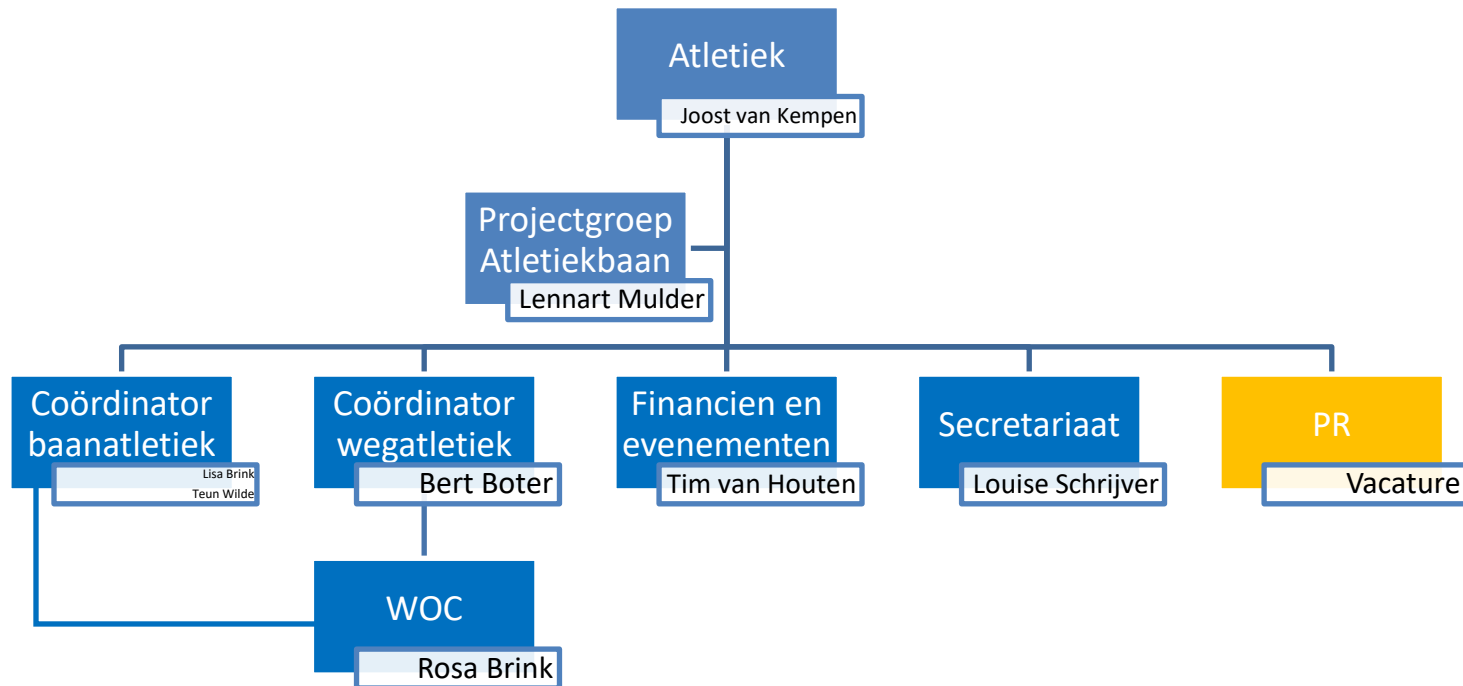 Atletiek
Joost van Kempen
Projectgroep
Atletiekbaan
Lennart Mulder
Coördinator
baanatletiek
Lisa Brink
Teun Wilde
Coördinator
wegatletiek
Bert Boter
Financien en
evenementen
Tim van Houten
Secretariaat
Louise Schrijver
PR
Vacature
WOC
Rosa Brink